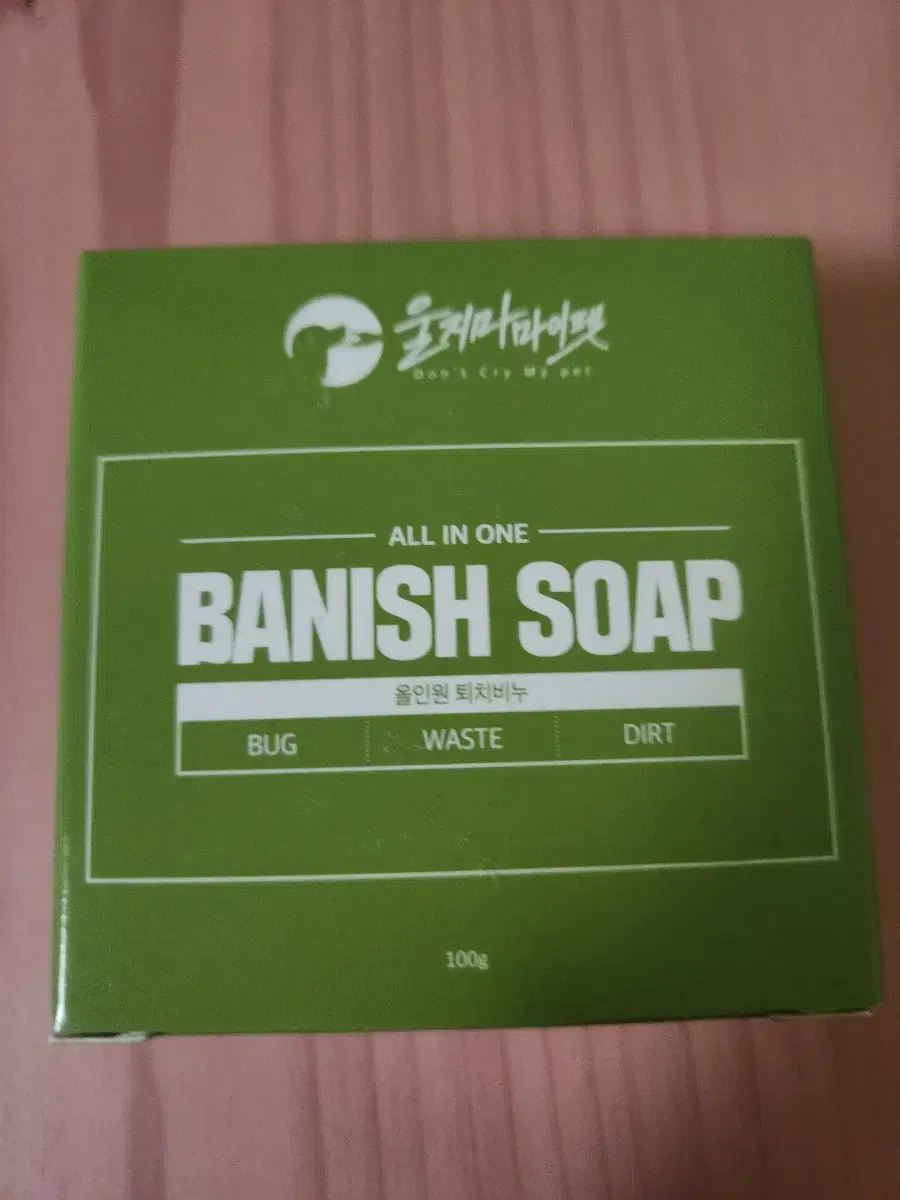 울지마마이펫
Don't Cry My pet
ALL IN ONE
BANISH SOAP
올인원 퇴치비누
BUG WASTE DIRT
100g